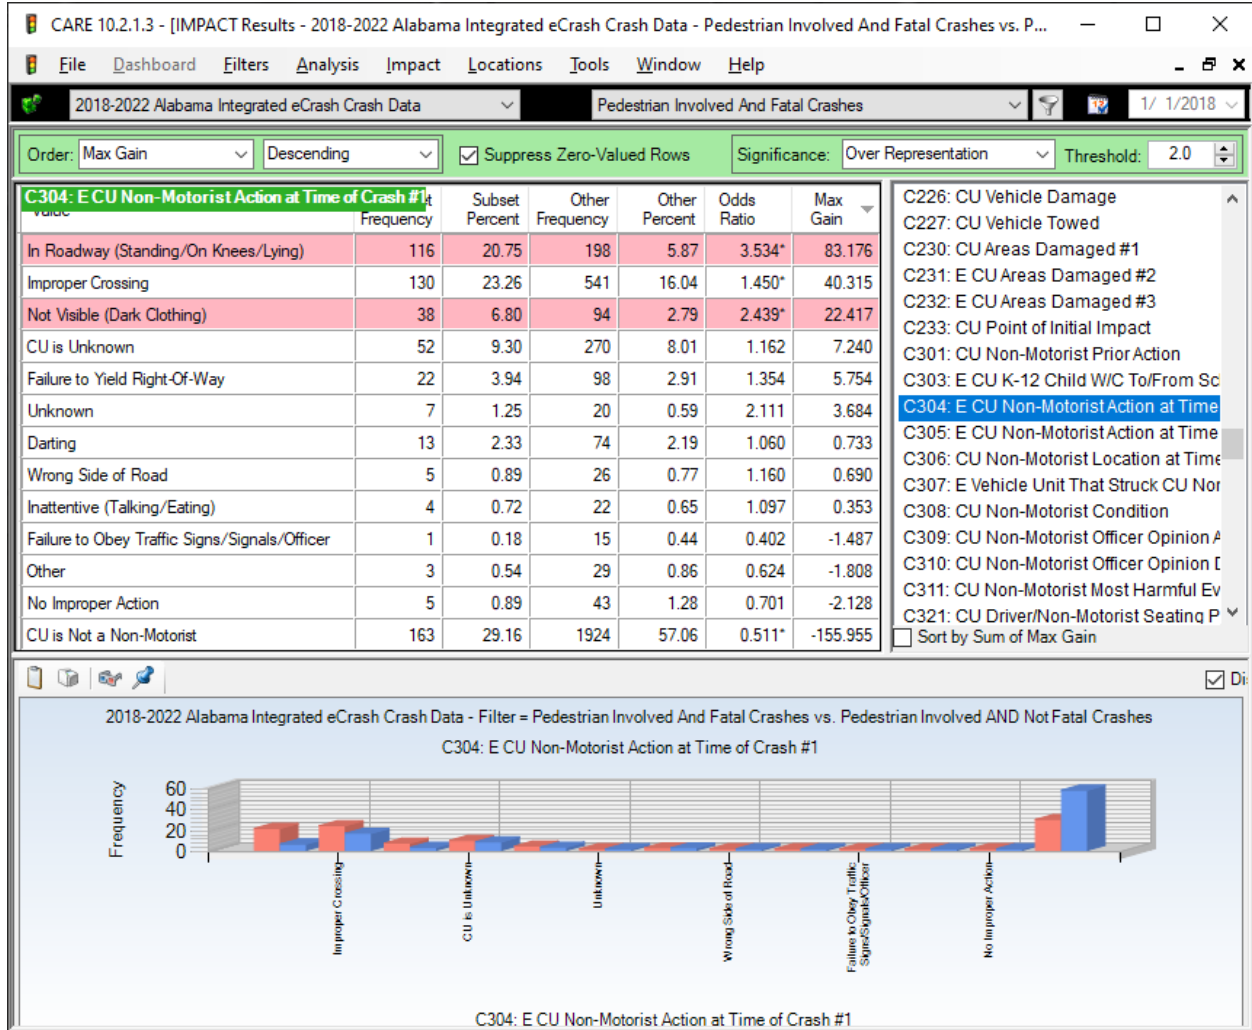 CARE 10.2.1.3 - [IMPACT Results - 2018-2022 Alabama Integrated eCrash Crash Data - Pedestrian Involved And Fatal Crashes vs. P...
File Dashboard Filters Analysis Impact Locations Tools Window Help
2018-2022 Alabama Integrated eCrash Crash Data Pedestrian Involved And Fatal Crashes 1/ 1/2018
Order: Max Gain Descending Suppress Zero-Valued Rows Significance: Over Representation Threshold: 2.0
C304: E CU Non-Motorist Action at Time of Crash #1
Frequency Subset Percent Other Frequency Other Percent Odds Ratio Max Gain
In Roadway (Standing/On Knees/Lying) 116 20.75 198 5.87 3.534* 83.176
Improper Crossing 130 23.26 541 16.04 1.450* 40.315
Not Visible (Dark Clothing) 38 6.80 94 2.79 2.439* 22.417
CU is Unknown 52 9.30 270 8.01 1.162 7.240
Failure to Yield Right-Of-Way 22 3.94 98 2.91 1.354 5.754
Unknown 7 1.25 20 0.59 2.111 3.684
Darting 13 2.33 74 2.19 1.060 0.733
Wrong Side of Road 5 0.89 26 0.77 1.160 0.690
Inattentive (Talking/Eating) 4 0.72 22 0.65 1.097 0.353
Failure to Obey Traffic Signs/Signals/Officer 1 0.18 15 0.44 0.402 -1.487
Other 3 0.54 29 0.86 0.624 -1.808
No Improper Action 5 0.89 43 1.28 0.701 -2.128
CU is Not a Non-Motorist 163 29.16 1924 57.06 0.511* -155.955
C226: CU Vehicle Damage
C227: CU Vehicle Towed
C230: CU Areas Damaged #1
C231: E CU Areas Damaged #2
C232: E CU Areas Damaged #3
C233: CU Point of Initial Impact
C301: CU Non-Motorist Prior Action
C303: E CU K-12 Child W/C To/From Scl
C304: E CU Non-Motorist Action at Time
C305: E CU Non-Motorist Action at Time
C306: CU Non-Motorist Location at Time
C307: E Vehicle Unit That Struck CU Nor
C308: CU Non-Motorist Condition
C309: CU Non-Motorist Officer Opinion A
C310: CU Non-Motorist Officer Opinion D
C311: CU Non-Motorist Most Harmful Ev
C321: CU Driver/Non-Motorist Seating P
Sort by Sum of Max Gain
Di
2018-2022 Alabama Integrated eCrash Crash Data - Filter = Pedestrian Involved And Fatal Crashes vs. Pedestrian Involved AND Not Fatal Crashes
C304: E CU Non-Motorist Action at Time of Crash #1
Frequency
60
40
20
0
Improper Crossing
CU is Unknown
Unknown
Wrong Side of Road
Failure to Obey Traffic
Signs/Signals/Officer
No Improper Action
C304: E CU Non-Motorist Action at Time of Crash #1